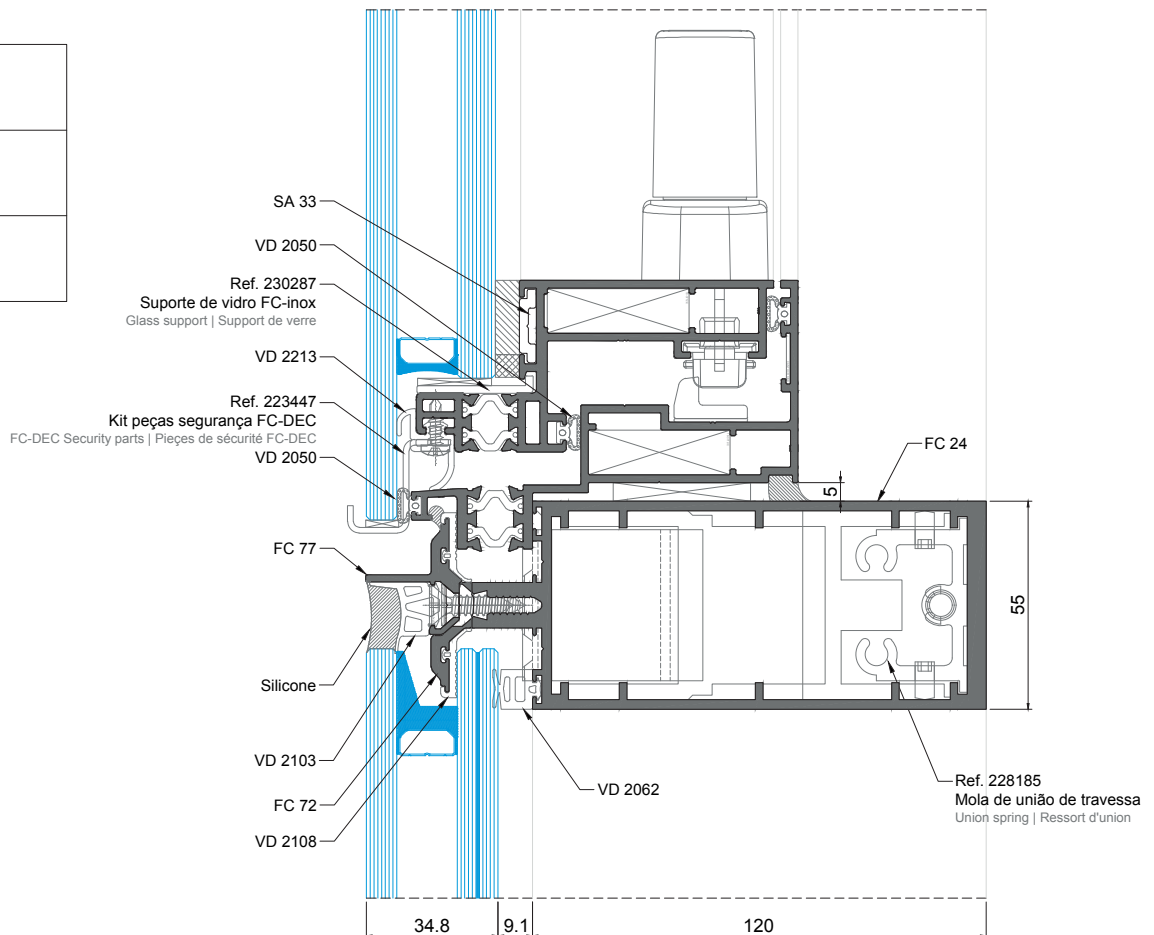 SA 33
VD 2050
Ref. 230287
Suporte de vidro FC-inox
Glass support | Support de verre
VD 2213
Ref. 223447
Kit peças segurança FC-DEC
FC-DEC Security parts | Pieçes de sécurité FC-DEC
VD 2050
FC 24
5
FC 77
55
Silicone
VD 2103
FC 72
VD 2108
VD 2062
Ref. 228185
Mola de união de travessa
Union spring | Ressort d'union
34.8
9.1
120